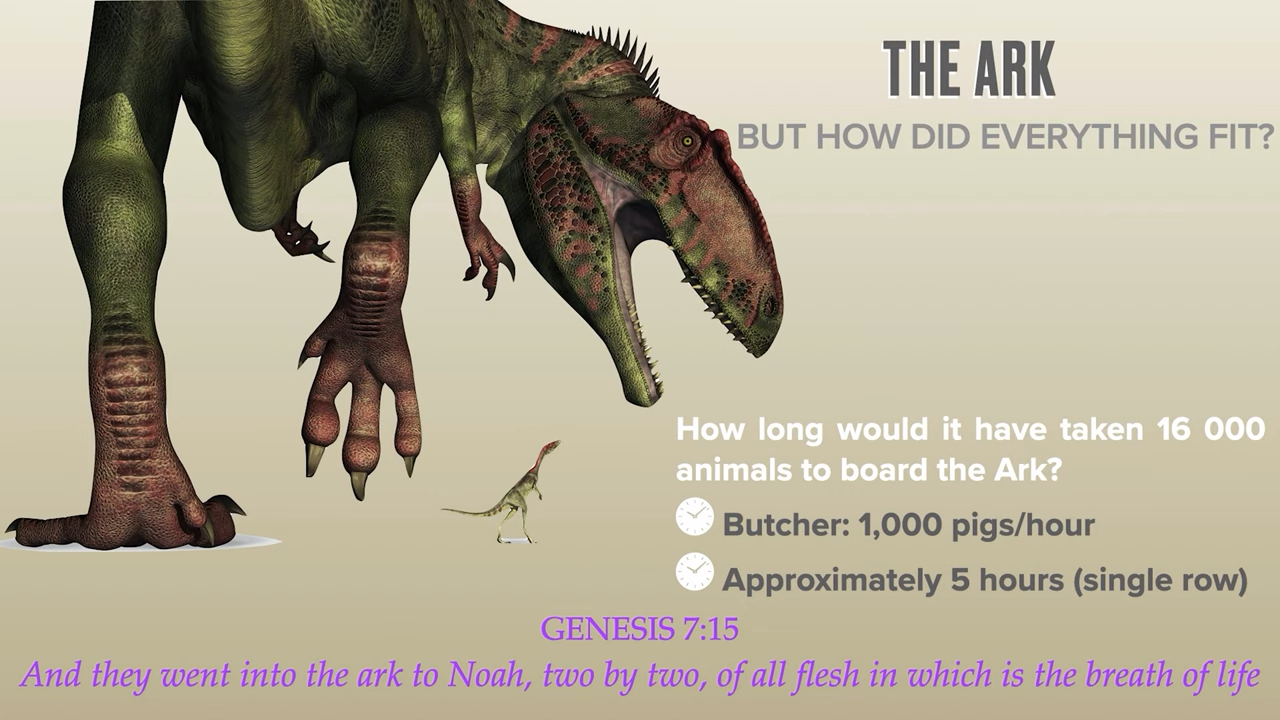 THE ARK
BUT HOW DID EVERYTHING FIT?
How long would it have taken 16 000
animals to board the Ark?
Butcher: 1,000 pigs/hour
Approximately 5 hours (single row)
GENESIS 7:15
And they went into the ark to Noah, two by two, of all flesh in which is the breath of life